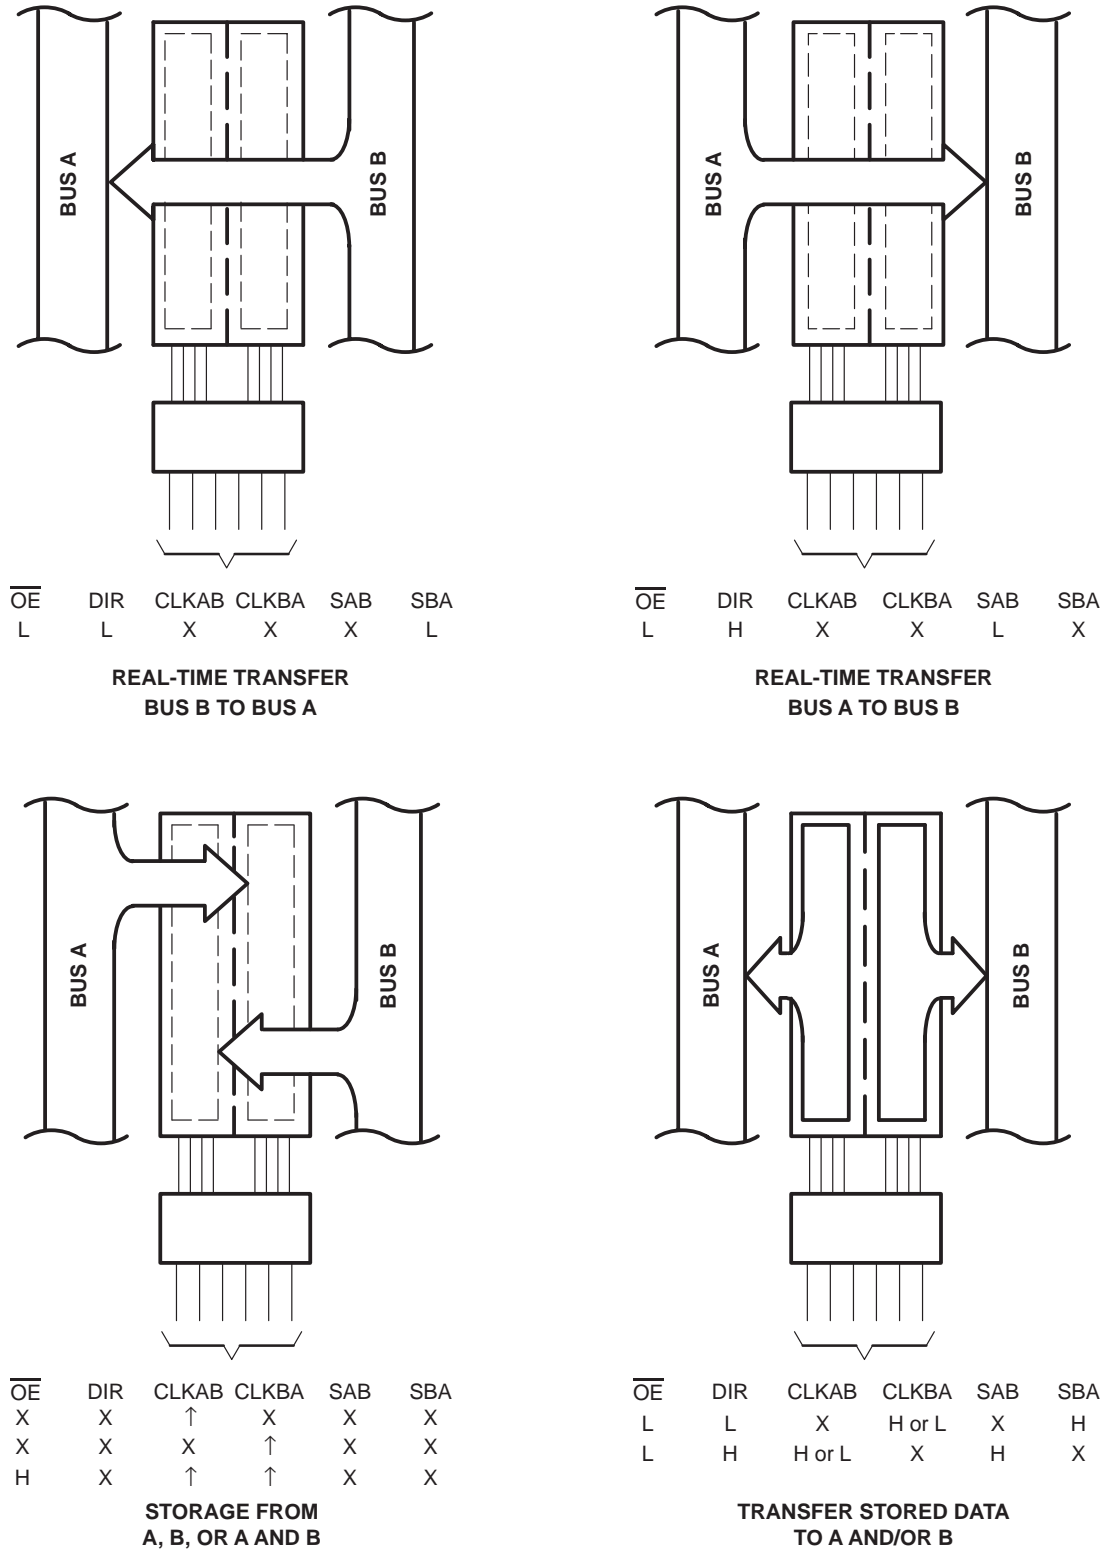 BUS A
BUS B
OE DIR CLKAB CLKBA SAB SBA
L L X X X L
REAL-TIME TRANSFER
BUS B TO BUS A
BUS A
BUS B
OE DIR CLKAB CLKBA SAB SBA
L H X X L X
REAL-TIME TRANSFER
BUS A TO BUS B
BUS A
BUS B
OE DIR CLKAB CLKBA SAB SBA
X X ↑ X X X
X X X ↑ X X
H X ↑ ↑ X X
STORAGE FROM
A, B, OR A AND B
BUS A
BUS B
OE DIR CLKAB CLKBA SAB SBA
L L X H or L X H
L H H or L X H X
TRANSFER STORED DATA
TO A AND/OR B